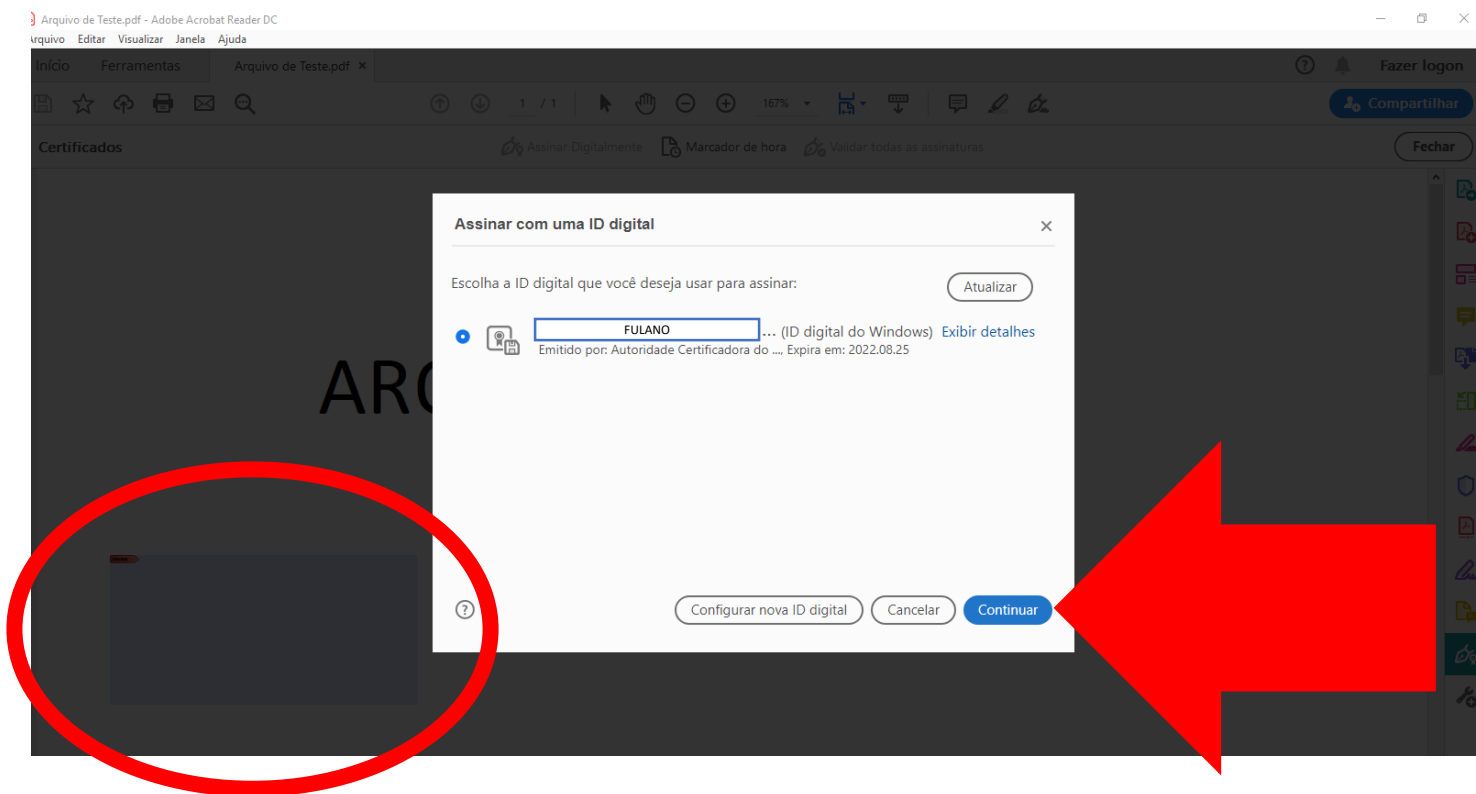 Arquivo de Teste.pdf - Adobe Acrobat Reader DC
Arquivo Editar Visualizar Janela Ajuda
Início Ferramentas Arquivo de Teste.pdf × Fazer logon
1 / 1 167% Compartilhar
Certificados Assinar Digitalmente Marcador de hora Validar todas as assinaturas Fechar
Assinar com uma ID digital
Escolha a ID digital que você deseja usar para assinar: Atualizar
FULANO ... (ID digital do Windows) Exibir detalhes
Emitido por: Autoridade Certificadora do ..., Expira em: 2022.08.25
Configurar nova ID digital Cancelar Continuar